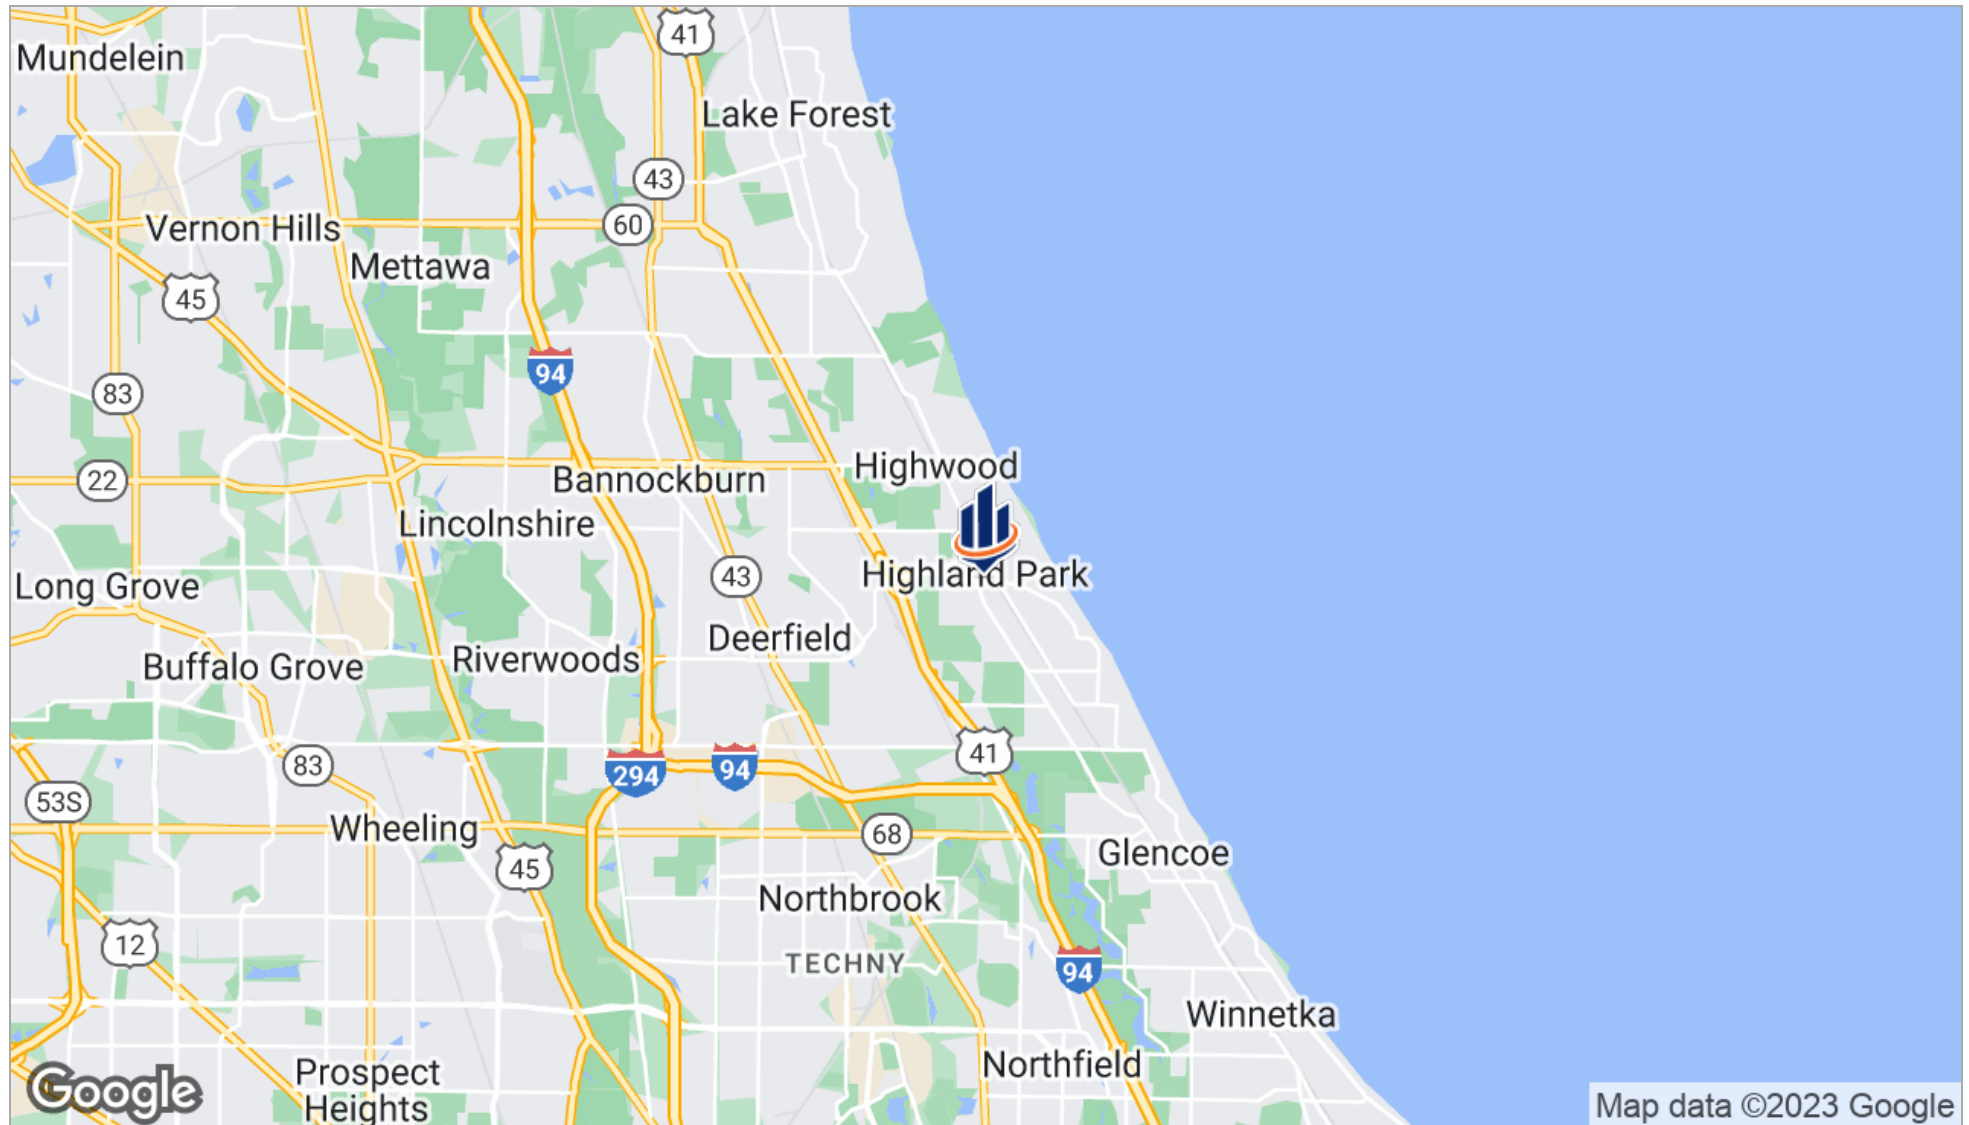 41
Mundelein
Lake Forest
43
60
Vernon Hills
Mettawa
45
94
83
Highwood
22
Bannockburn
Lincolnshire
43
Highland Park
Long Grove
Deerfield
Buffalo Grove
Riverwoods
41
83
294
94
53S
Wheeling
68
45
Glencoe
Northbrook
12
TECHNY
94
Winnetka
Northfield
Prospect
Heights
Google
Map data ©2023 Google